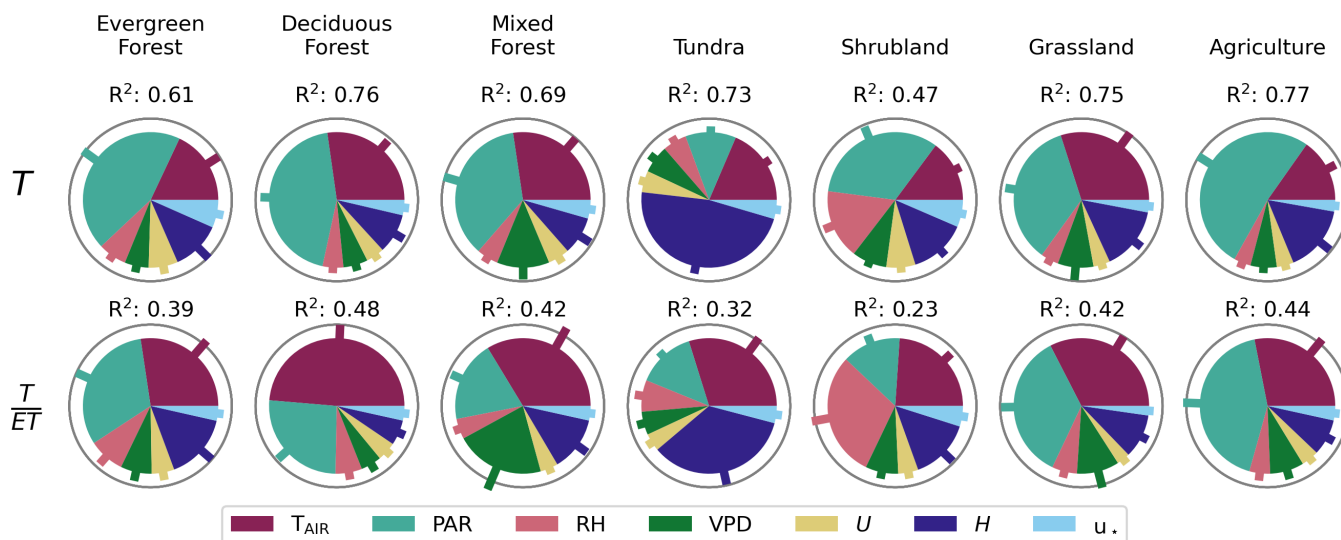 Evergreen
Forest
Deciduous
Forest
Mixed
Forest
Tundra
Shrubland
Grassland
Agriculture
R²: 0.61
R²: 0.76
R²: 0.69
R²: 0.73
R²: 0.47
R²: 0.75
R²: 0.77
T
R²: 0.39
R²: 0.48
R²: 0.42
R²: 0.32
R²: 0.23
R²: 0.42
R²: 0.44
T
ET
T_AIR PAR RH VPD U H u⋆